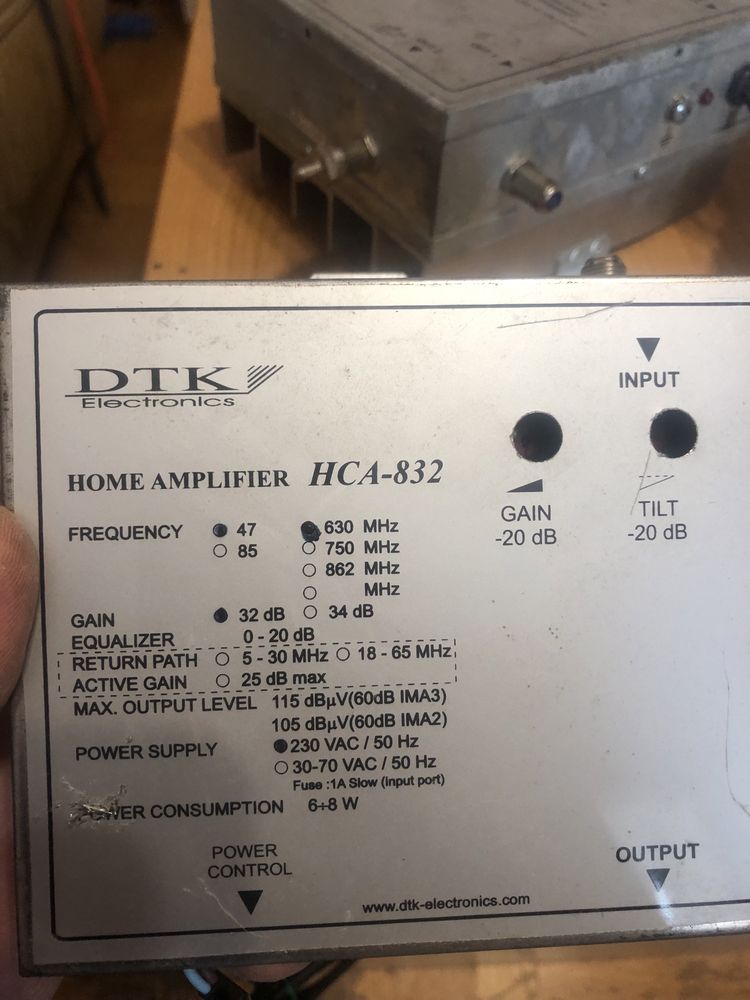 DTK
Electronics
INPUT
HOME AMPLIFIER HCA-832
GAIN
-20 dB
TILT
-20 dB
FREQUENCY 47 630 MHz
85 750 MHz
862 MHz
MHz
GAIN 32 dB 34 dB
EQUALIZER 0 - 20 dB
RETURN PATH 5 - 30 MHz 18 - 65 MHz
ACTIVE GAIN 25 dB max
MAX. OUTPUT LEVEL 115 dBµV(60dB IMA3)
105 dBµV(60dB IMA2)
POWER SUPPLY 230 VAC / 50 Hz
30-70 VAC / 50 Hz
Fuse :1A Slow (input port)
POWER CONSUMPTION 6÷8 W
POWER
CONTROL
OUTPUT
www.dtk-electronics.com